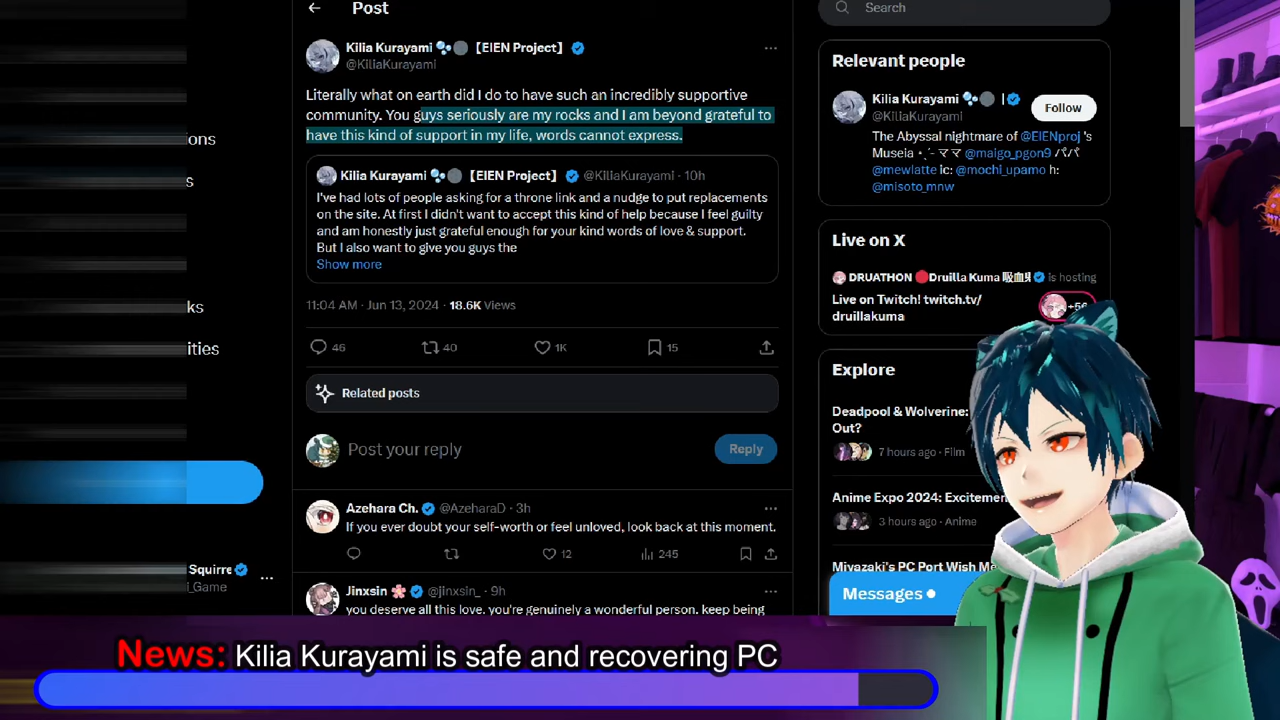 Post
Search
Kilia Kurayami 【EIEN Project】
@KiliaKurayami
Literally what on earth did I do to have such an incredibly supportive
community. You guys seriously are my rocks and I am beyond grateful to
have this kind of support in my life, words cannot express.
Kilia Kurayami 【EIEN Project】 @KiliaKurayami · 10h
I've had lots of people asking for a throne link and a nudge to put replacements
on the site. At first I didn't want to accept this kind of help because I feel guilty
and am honestly just grateful enough for your kind words of love & support.
But I also want to give you guys the
Show more
11:04 AM · Jun 13, 2024 · 18.6K Views
46 40 1K 15
Related posts
Post your reply
Reply
Azehara Ch. @AzeharaD · 3h
If you ever doubt your self-worth or feel unloved, look back at this moment.
12 245
Jinxsin @jinxsin_ · 9h
you deserve all this love, you're genuinely a wonderful person, keep being
Relevant people
Kilia Kurayami
@KiliaKurayami
Follow
The Abyssal nightmare of @EIENproj 's
Museia ⋆˙- ママ @maigo_pgon9 パパ
@mewlatte Lc: @mochi_upamo h:
@misoto_mnw
Live on X
DRUATHON Druilla Kuma is hosting
Live on Twitch! twitch.tv/
druillakuma
Explore
Deadpool & Wolverine:
Out?
7 hours ago · Film
Anime Expo 2024: Excitemen
3 hours ago · Anime
Miyazaki's PC Port Wish Me
Messages
ons
s
ks
ities
Squirre
_Game
News: Kilia Kurayami is safe and recovering PC